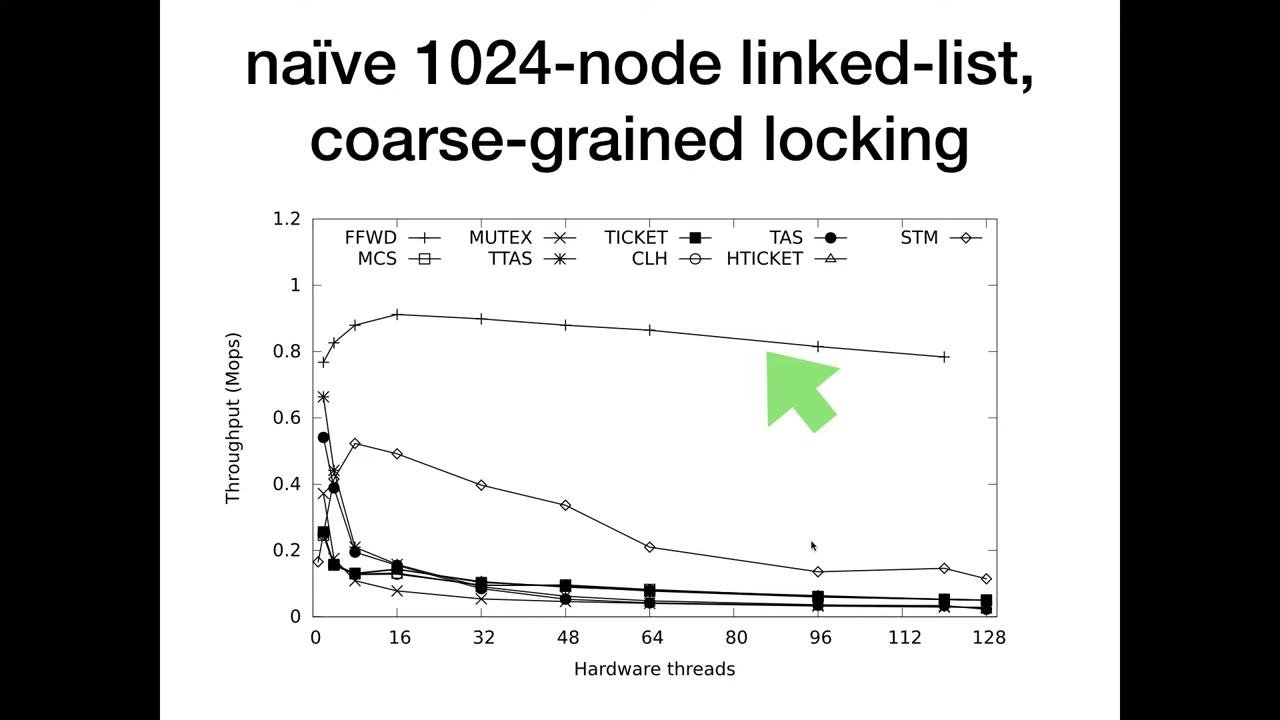 naïve 1024-node linked-list,
coarse-grained locking
1.2
FFWD MUTEX TICKET TAS STM
MCS TTAS CLH HTICKET
1
0.8
0.6
0.4
0.2
0
Throughput (Mops)
0 16 32 48 64 80 96 112 128
Hardware threads